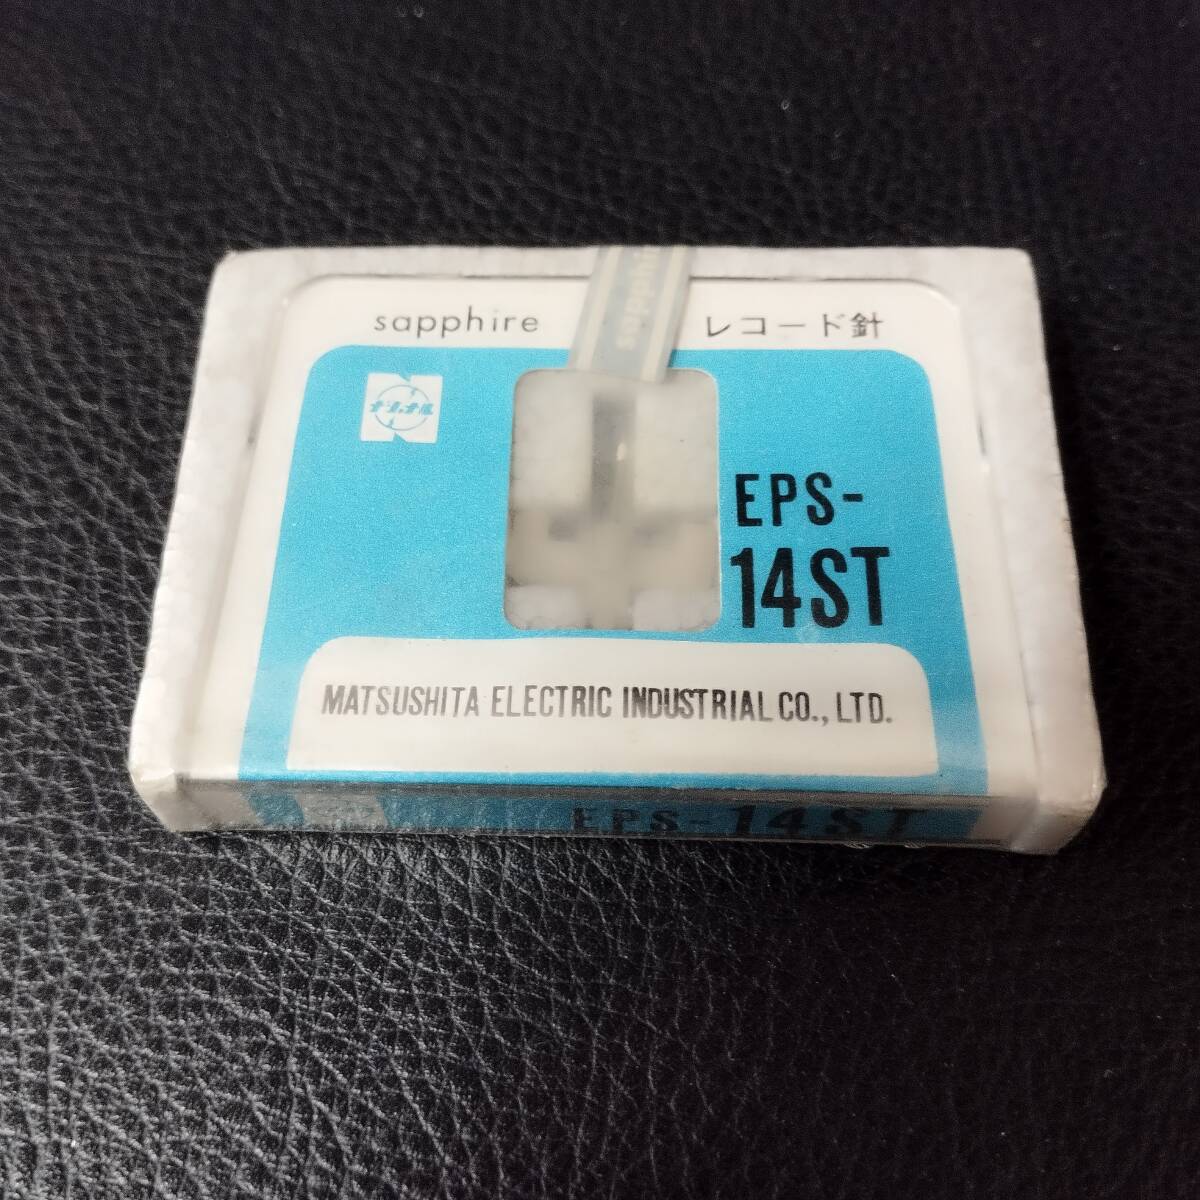 sapphire レコード針
sapphire
ナショナル
EPS-
14ST
MATSUSHITA ELECTRIC INDUSTRIAL CO., LTD.
EPS-14ST